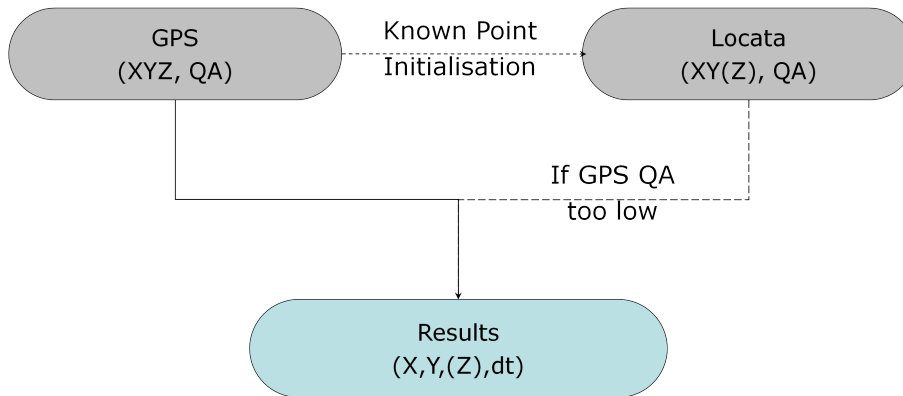 GPS
(XYZ, QA)
Known Point
Initialisation
Locata
(XY(Z), QA)
If GPS QA
too low
Results
(X,Y,(Z),dt)